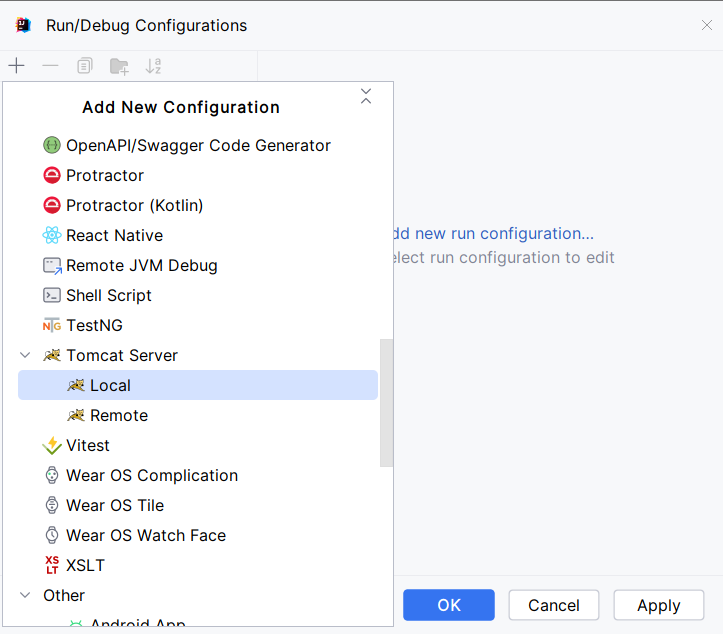 Run/Debug Configurations
Add New Configuration
OpenAPI/Swagger Code Generator
Protractor
Protractor (Kotlin)
React Native
Remote JVM Debug
Shell Script
TestNG
Tomcat Server
Local
Remote
Vitest
Wear OS Complication
Wear OS Tile
Wear OS Watch Face
XSLT
Other
Android App
dd new run configuration...
elect run configuration to edit
OK
Cancel
Apply